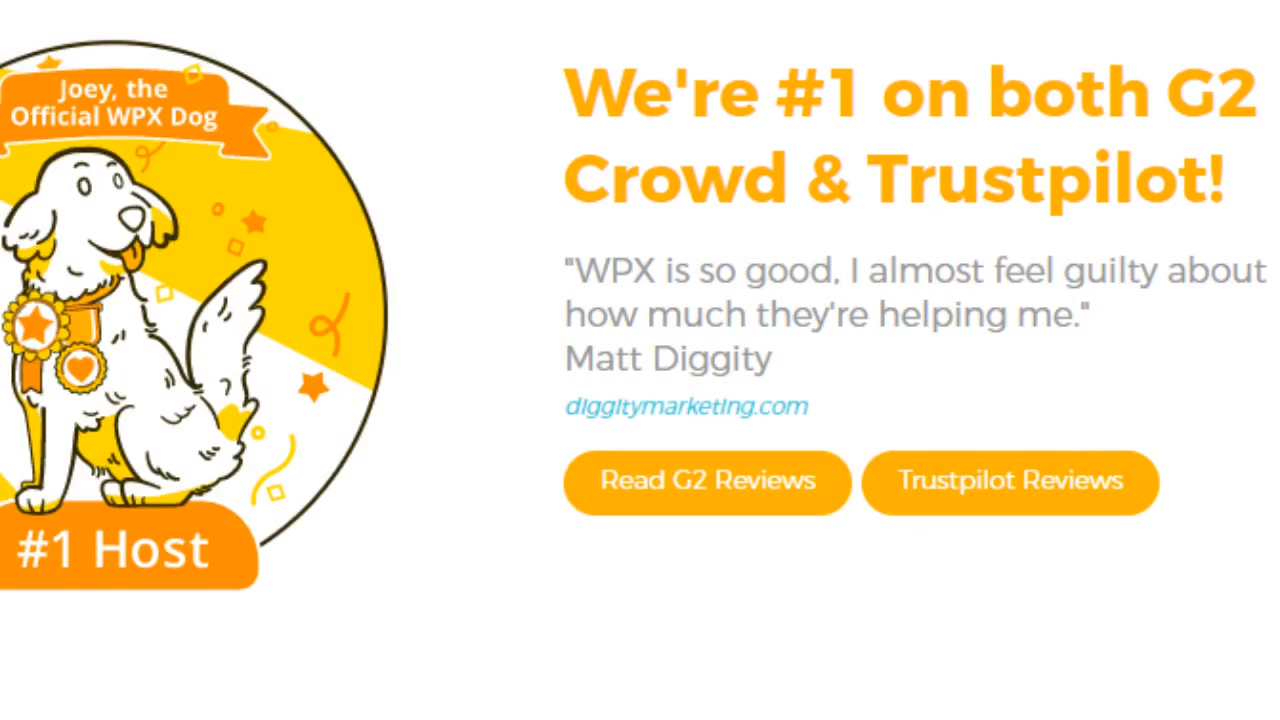 Joey, the
Official WPX Dog
#1 Host
We're #1 on both G2
Crowd & Trustpilot!
"WPX is so good, I almost feel guilty about
how much they're helping me."
Matt Diggity
diggitymarketing.com
Read G2 Reviews
Trustpilot Reviews